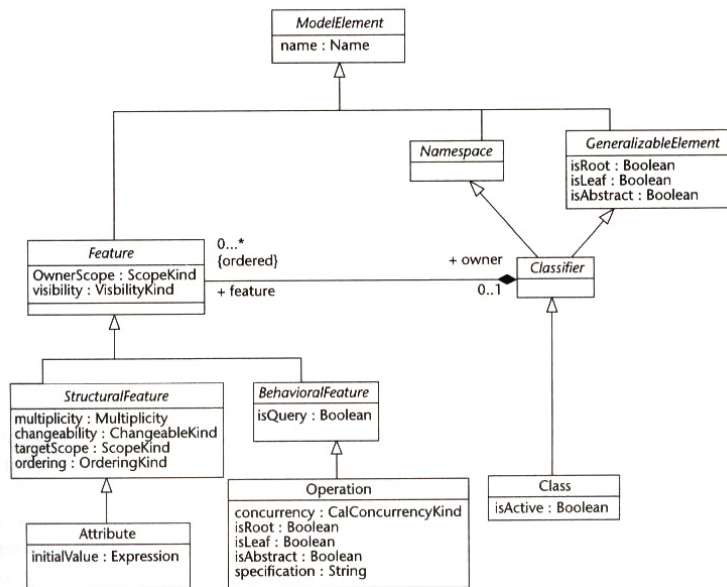 ModelElement
name : Name
Namespace
GeneralizableElement
isRoot : Boolean
isLeaf : Boolean
isAbstract : Boolean
Feature
OwnerScope : ScopeKind
visibility : VisbilityKind
0...*
{ordered}
+ feature
+ owner
0..1
Classifier
StructuralFeature
multiplicity : Multiplicity
changeability : ChangeableKind
targetScope : ScopeKind
ordering : OrderingKind
BehavioralFeature
isQuery : Boolean
Attribute
initialValue : Expression
Operation
concurrency : CalConcurrencyKind
isRoot : Boolean
isLeaf : Boolean
isAbstract : Boolean
specification : String
Class
isActive : Boolean